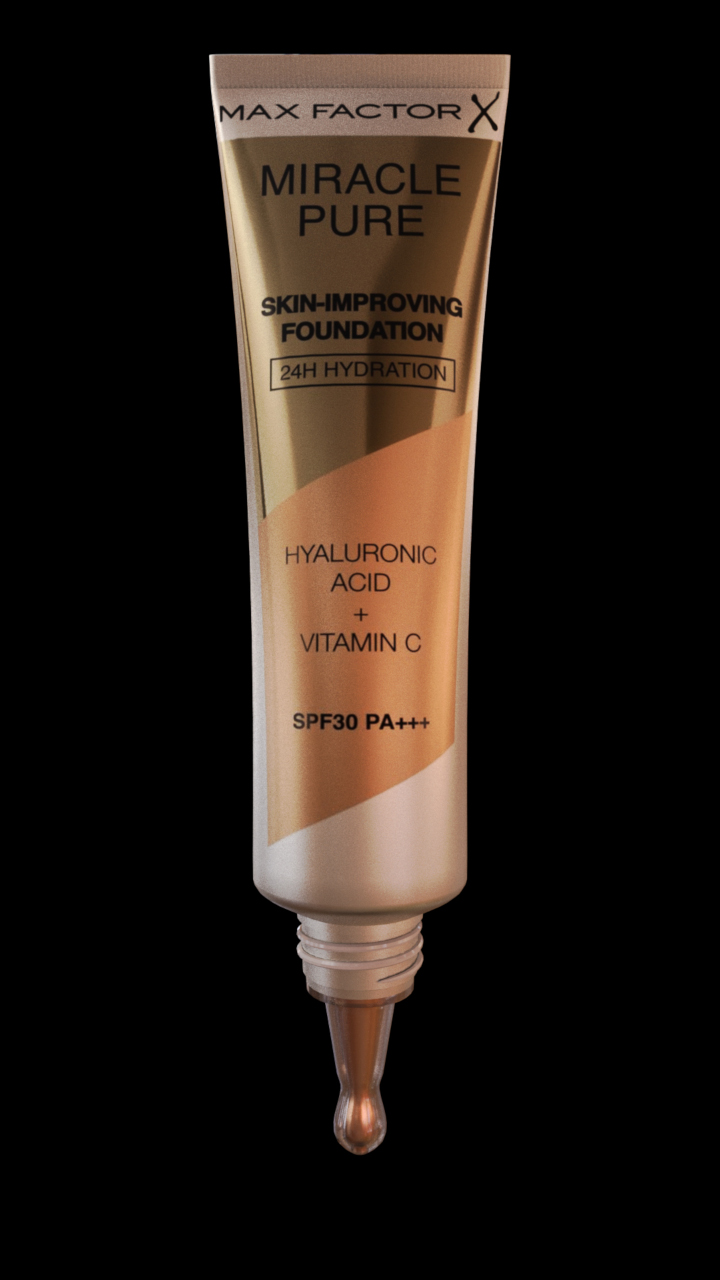 MAX FACTOR X
MIRACLE
PURE
SKIN-IMPROVING
FOUNDATION
24H HYDRATION
HYALURONIC
ACID
+
VITAMIN C
SPF30 PA+++